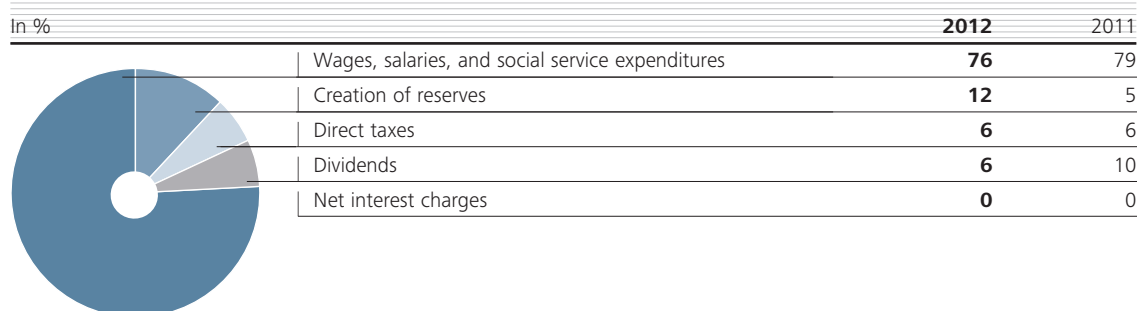 In % 2012 2011
Wages, salaries, and social service expenditures 76 79
Creation of reserves 12 5
Direct taxes 6 6
Dividends 6 10
Net interest charges 0 0